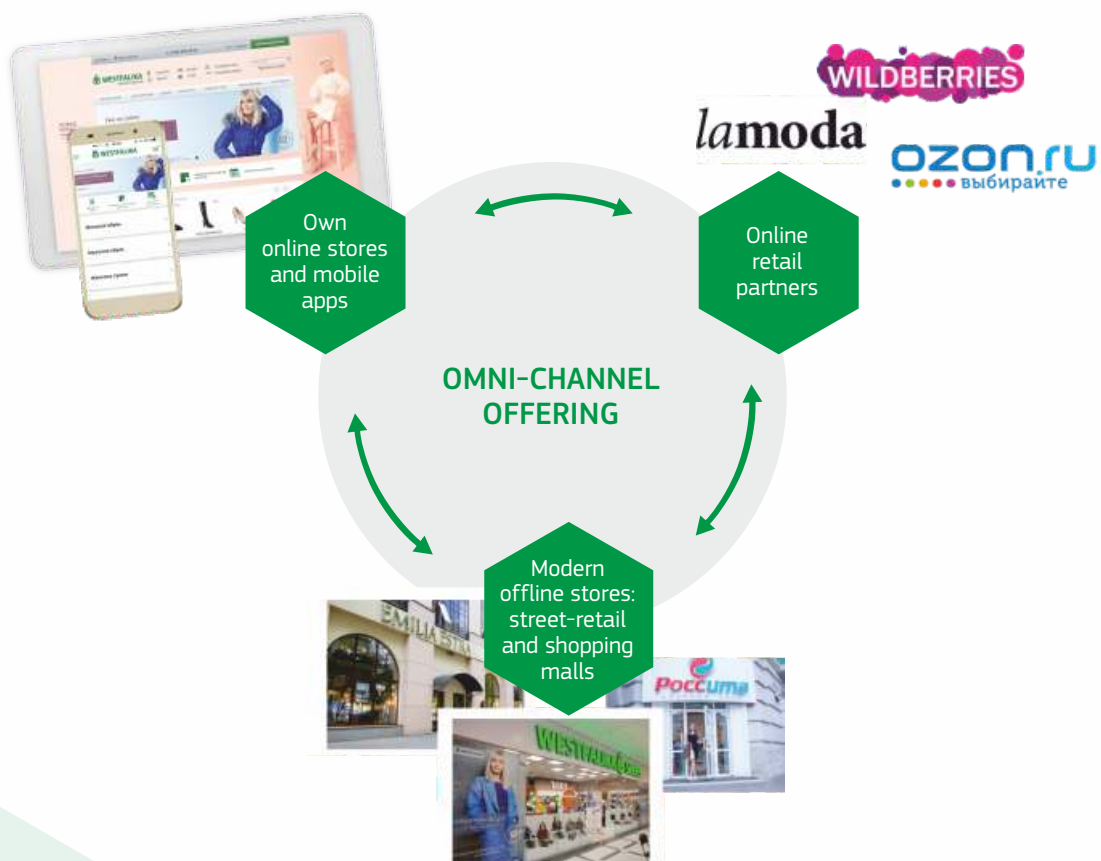 WESTFALIKA
WESTFALIKA
WILDBERRIES
lamoda
ozon.ru
выбирайте
Own
online stores
and mobile
apps
Online
retail
partners
OMNI-CHANNEL
OFFERING
Modern
offline stores:
street-retail
and shopping
malls
EMILIA ESTRA
Россита
WESTFALIKA